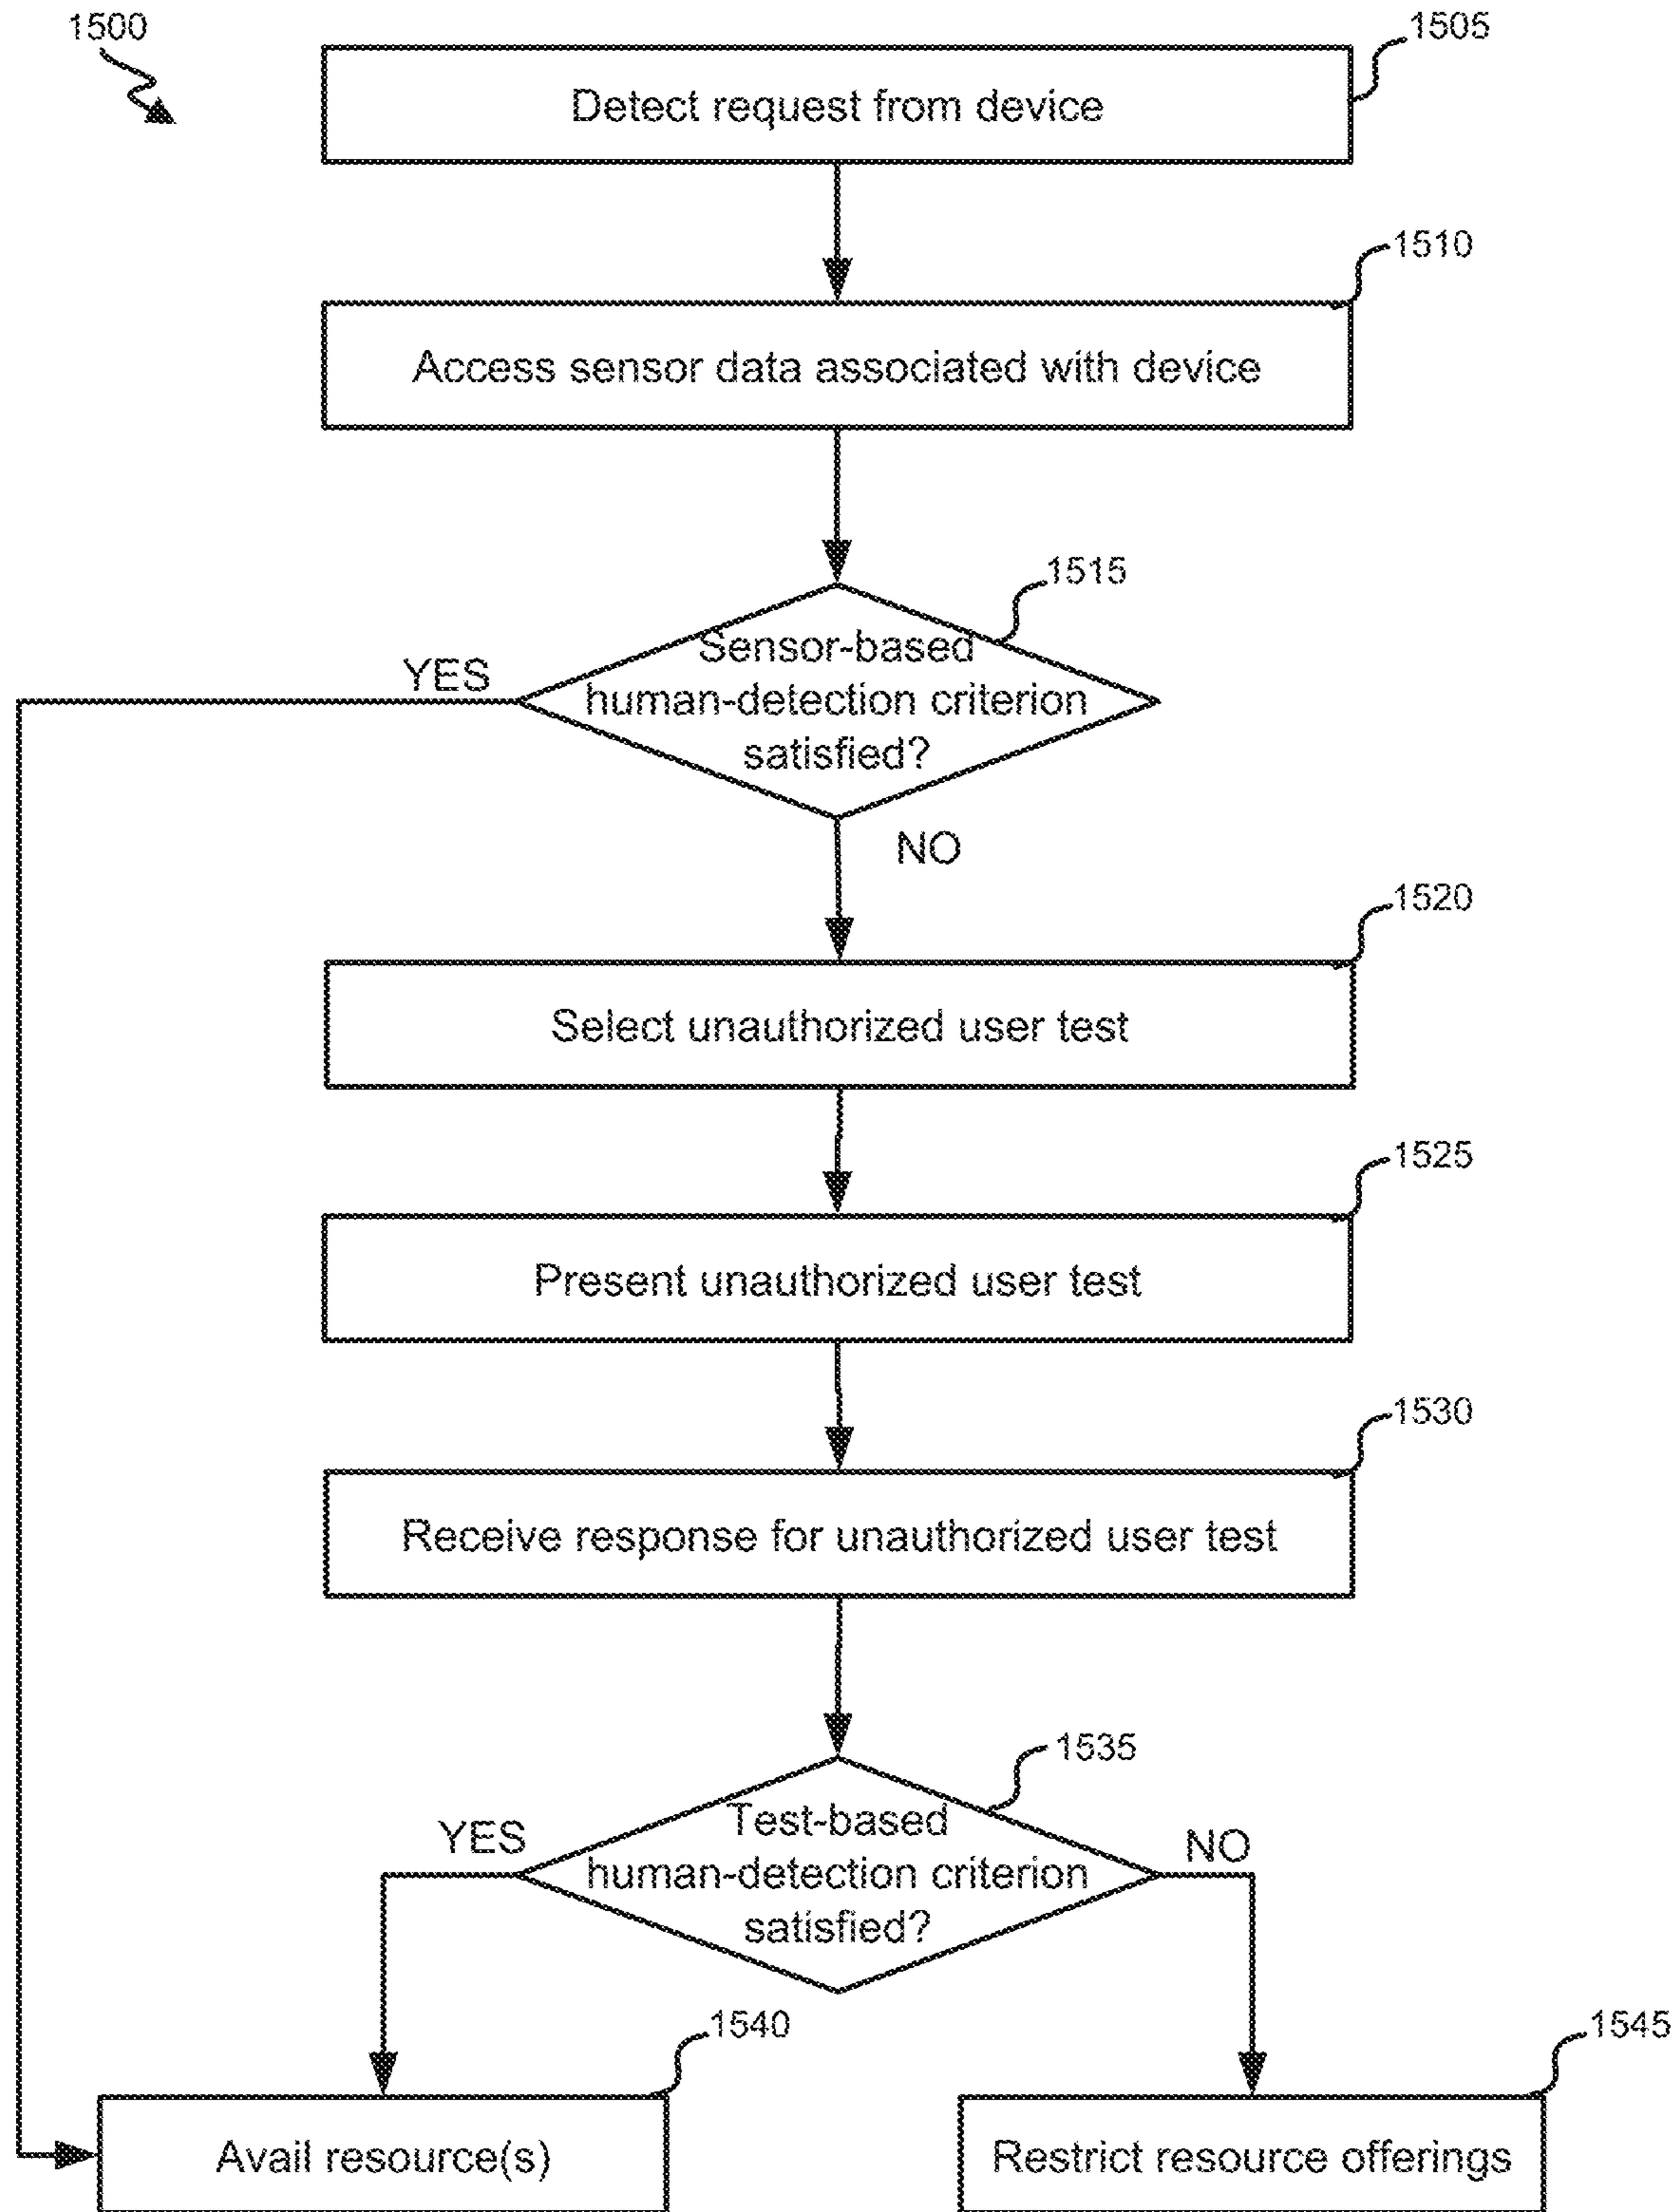 1500
1505
Detect request from device
1510
Access sensor data associated with device
1515
Sensor-based
human-detection criterion
satisfied?
YES
NO
1520
Select unauthorized user test
1525
Present unauthorized user test
1530
Receive response for unauthorized user test
1535
Test-based
human-detection criterion
satisfied?
YES
NO
1540
Avail resource(s)
1545
Restrict resource offerings